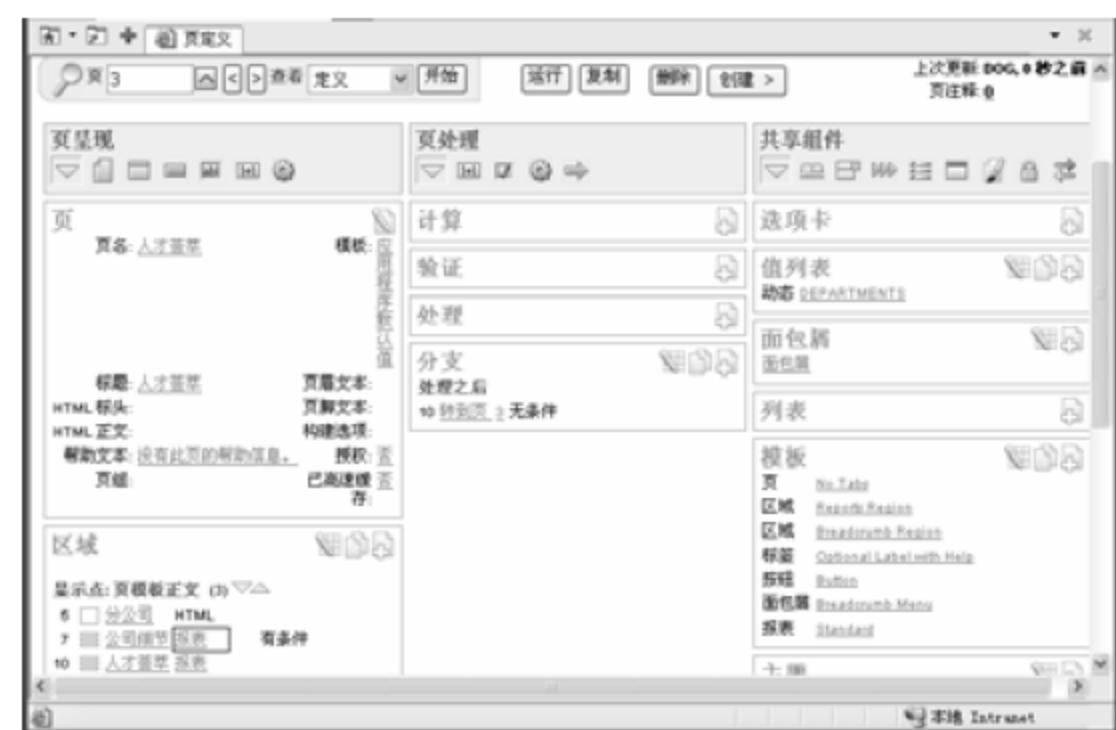 页定义
页 3 查看 定义 开始 运行 复制 删除 创建 >
上次更新 DOG, 0 秒之前
页注释 0
页呈现
页
页名: 人才荟萃 模板: 应用程序默认值
标题: 人才荟萃 页眉文本:
HTML 标头: 页脚文本:
HTML 正文: 构建选项:
帮助文本: 没有此页的帮助信息。 授权: 否
页组: 已高速缓存: 否
区域
显示点: 页模板正文 (3)
5 分公司 HTML
7 公司细节 报表 有条件
10 人才荟萃 报表
页处理
计算
验证
处理
分支
处理之后
10 转到页 3 无条件
共享组件
选项卡
值列表
动态 DEPARTMENTS
面包屑
面包屑
列表
模板
页 No Tabs
区域 Reports Region
区域 Breadcrumb Region
标签 Optional Label with Help
按钮 Button
面包屑 Breadcrumb Menu
报表 Standard
主题
本地 Intranet